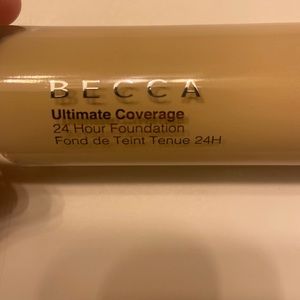 BECCA
Ultimate Coverage
24 Hour Foundation
Fond de Teint Tenue 24H